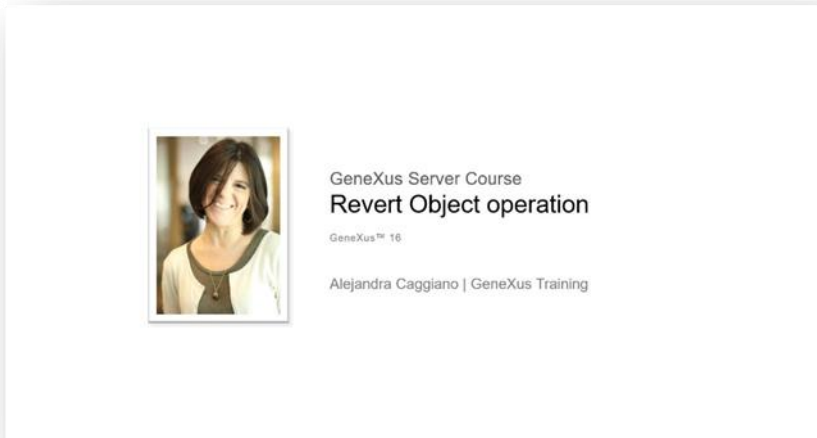 GeneXus Server Course
Revert Object operation
GeneXus™ 16
Alejandra Caggiano | GeneXus Training